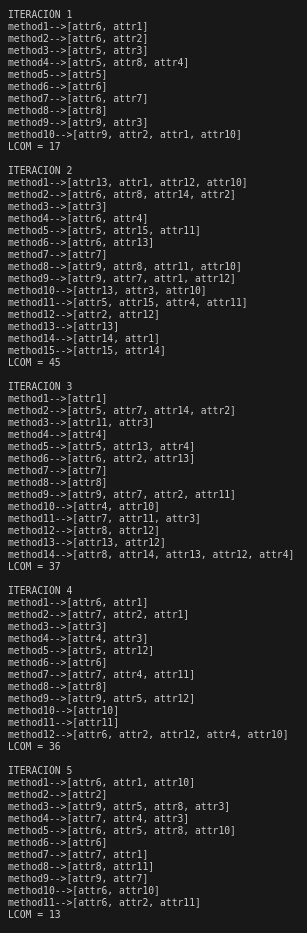 ITERACION 1
method1-->[attr6, attr1]
method2-->[attr6, attr2]
method3-->[attr5, attr3]
method4-->[attr5, attr8, attr4]
method5-->[attr5]
method6-->[attr6]
method7-->[attr6, attr7]
method8-->[attr8]
method9-->[attr9, attr3]
method10-->[attr9, attr2, attr1, attr10]
LCOM = 17
ITERACION 2
method1-->[attr13, attr1, attr12, attr10]
method2-->[attr6, attr8, attr14, attr2]
method3-->[attr3]
method4-->[attr6, attr4]
method5-->[attr5, attr15, attr11]
method6-->[attr6, attr13]
method7-->[attr7]
method8-->[attr9, attr8, attr11, attr10]
method9-->[attr9, attr7, attr1, attr12]
method10-->[attr13, attr3, attr10]
method11-->[attr5, attr15, attr4, attr11]
method12-->[attr2, attr12]
method13-->[attr13]
method14-->[attr14, attr1]
method15-->[attr15, attr14]
LCOM = 45
ITERACION 3
method1-->[attr1]
method2-->[attr5, attr7, attr14, attr2]
method3-->[attr11, attr3]
method4-->[attr4]
method5-->[attr5, attr13, attr4]
method6-->[attr6, attr2, attr13]
method7-->[attr7]
method8-->[attr8]
method9-->[attr9, attr7, attr2, attr11]
method10-->[attr4, attr10]
method11-->[attr7, attr11, attr3]
method12-->[attr8, attr12]
method13-->[attr13, attr12]
method14-->[attr8, attr14, attr13, attr12, attr4]
LCOM = 37
ITERACION 4
method1-->[attr6, attr1]
method2-->[attr7, attr2, attr1]
method3-->[attr3]
method4-->[attr4, attr3]
method5-->[attr5, attr12]
method6-->[attr6]
method7-->[attr7, attr4, attr11]
method8-->[attr8]
method9-->[attr9, attr5, attr12]
method10-->[attr10]
method11-->[attr11]
method12-->[attr6, attr2, attr12, attr4, attr10]
LCOM = 36
ITERACION 5
method1-->[attr6, attr1, attr10]
method2-->[attr2]
method3-->[attr9, attr5, attr8, attr3]
method4-->[attr7, attr4, attr3]
method5-->[attr6, attr5, attr8, attr10]
method6-->[attr6]
method7-->[attr7, attr1]
method8-->[attr8, attr11]
method9-->[attr9, attr7]
method10-->[attr6, attr10]
method11-->[attr6, attr2, attr11]
LCOM = 13